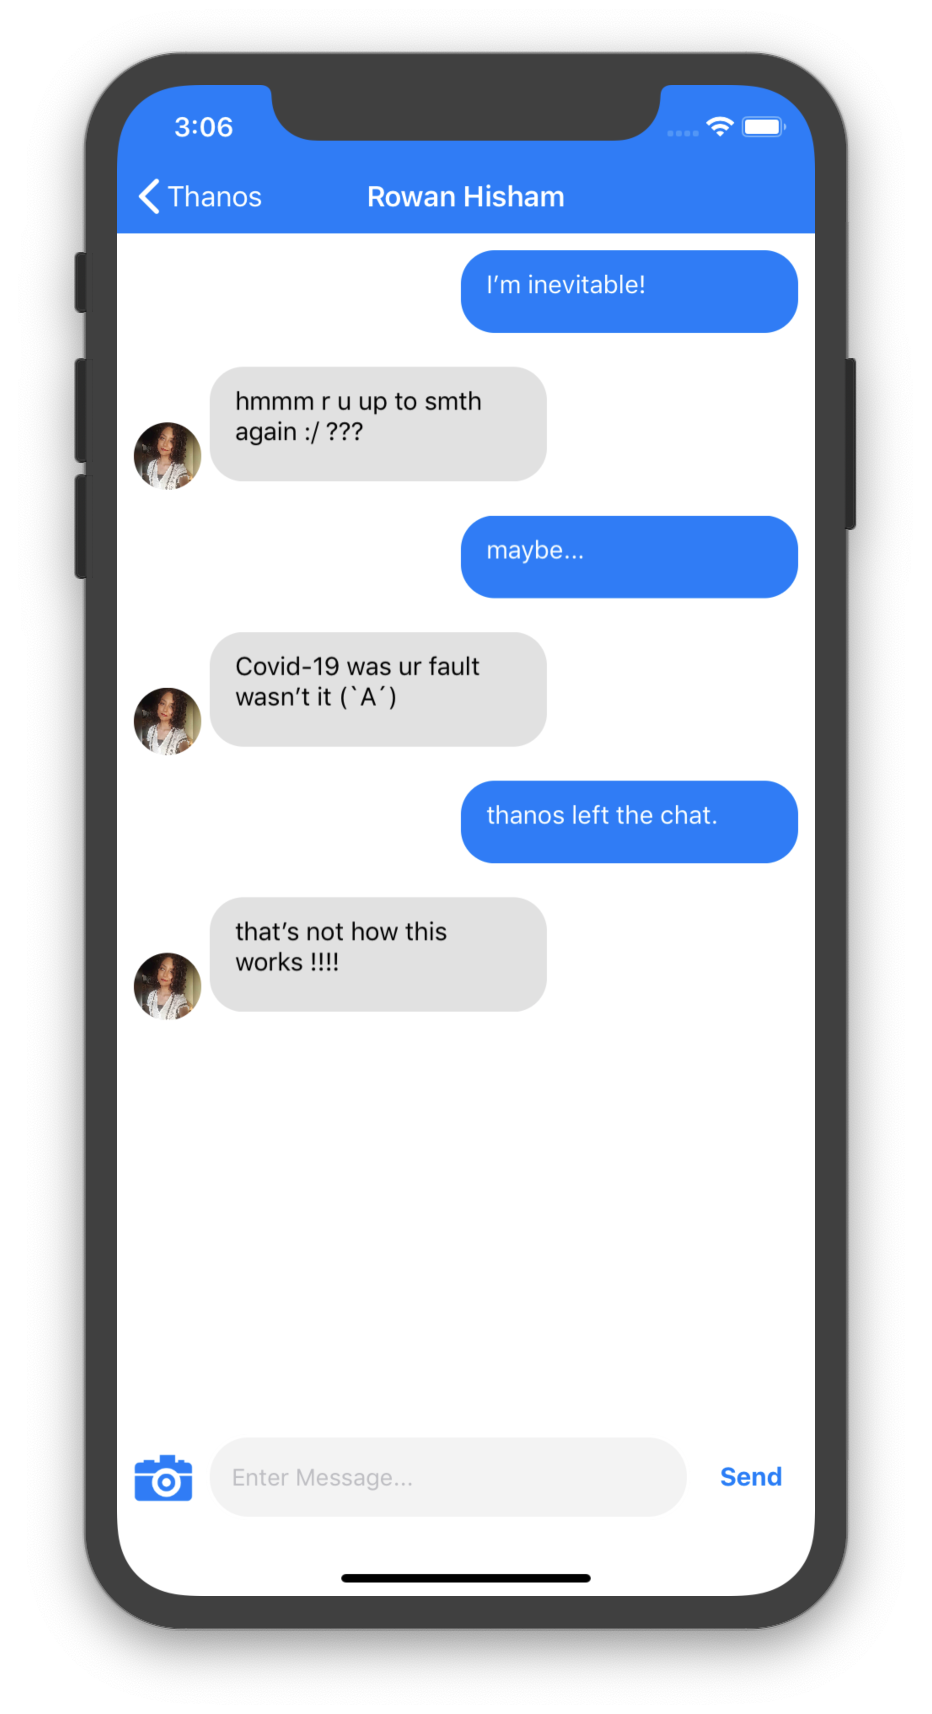 3:06
Thanos
Rowan Hisham
I’m inevitable!
hmmm r u up to smth
again :/ ???
maybe...
Covid-19 was ur fault
wasn’t it (`A´)
thanos left the chat.
that’s not how this
works !!!!
Enter Message...
Send